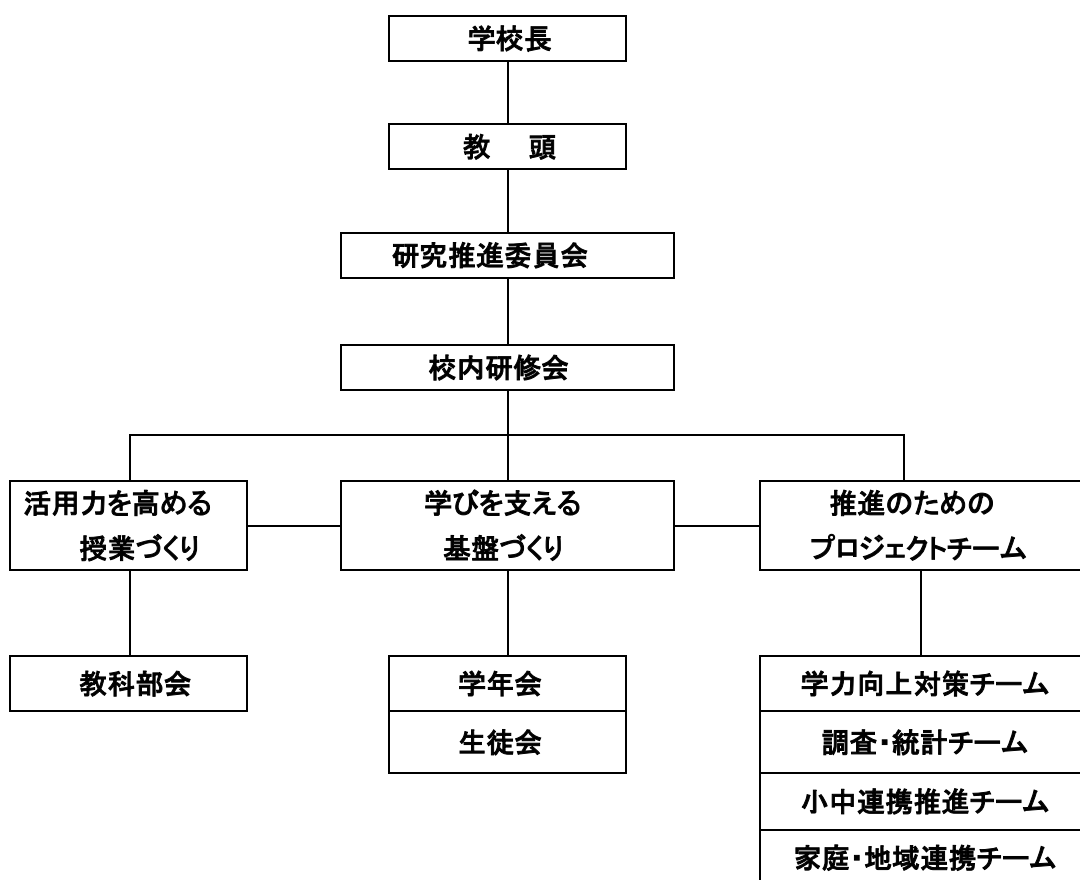 学校長
教 頭
研究推進委員会
校内研修会
活用力を高める
授業づくり
学びを支える
基盤づくり
推進のための
プロジェクトチーム
教科部会
学年会
生徒会
学力向上対策チーム
調査・統計チーム
小中連携推進チーム
家庭・地域連携チーム